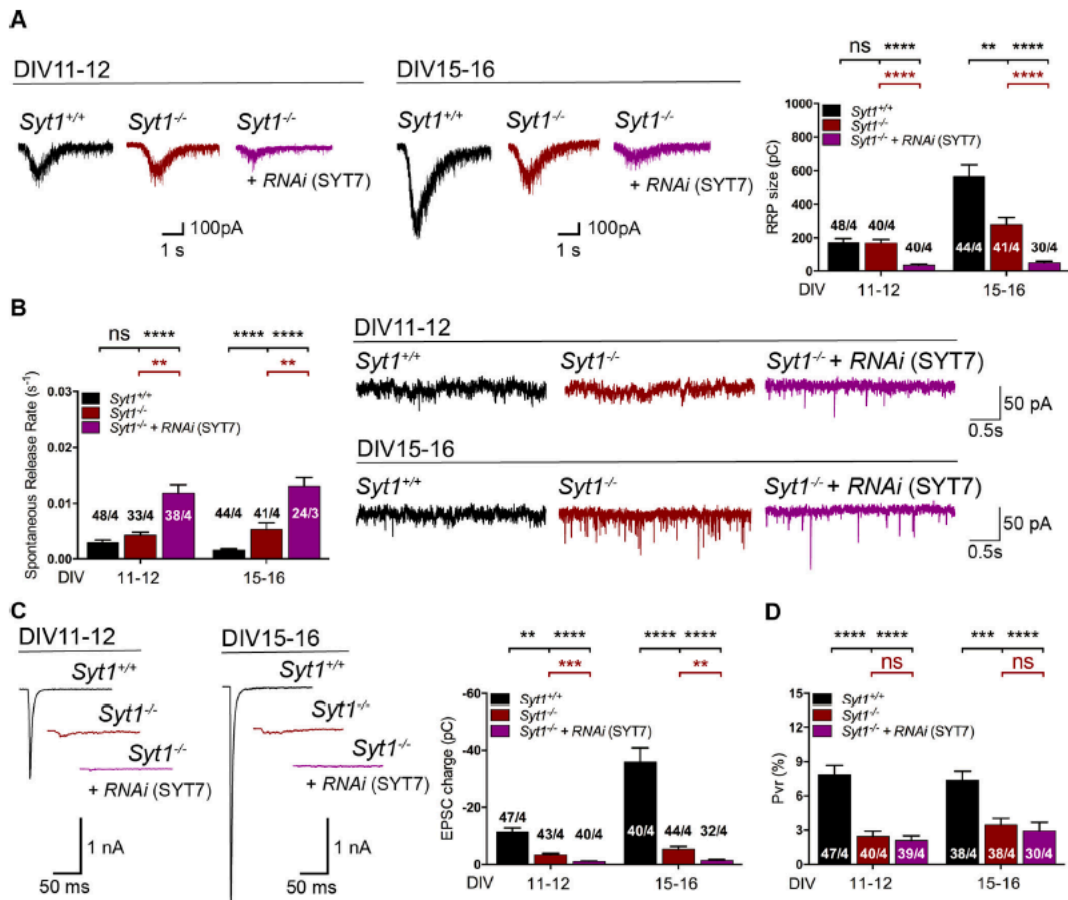 A
DIV11-12
Syt1+/+ Syt1-/- Syt1-/-
+ RNAi (SYT7)
100pA
1 s
DIV15-16
Syt1+/+ Syt1-/- Syt1-/-
+ RNAi (SYT7)
100pA
1 s
ns **** ** ****
**** ****
RRP size (pC)
1000
800
600
400
200
0
Syt1+/+
Syt1-/-
Syt1-/- + RNAi (SYT7)
48/4 40/4 40/4 44/4 41/4 30/4
DIV 11-12 15-16
B
ns **** **** ****
** **
Spontaneous Release Rate (s-1)
0.03
0.02
0.01
0.00
Syt1+/+
Syt1-/-
Syt1-/- + RNAi (SYT7)
48/4 33/4 38/4 44/4 41/4 24/3
DIV 11-12 15-16
DIV11-12
Syt1+/+ Syt1-/- Syt1-/- + RNAi (SYT7)
50 pA
0.5s
DIV15-16
Syt1+/+ Syt1-/- Syt1-/- + RNAi (SYT7)
50 pA
0.5s
C
DIV11-12
Syt1+/+
Syt1-/-
Syt1-/-
+ RNAi (SYT7)
1 nA
50 ms
DIV15-16
Syt1+/+
Syt1-/-
Syt1-/-
+ RNAi (SYT7)
1 nA
50 ms
** **** **** ****
*** **
EPSC charge (pC)
-60
-40
-20
0
Syt1+/+
Syt1-/-
Syt1-/- + RNAi (SYT7)
47/4 43/4 40/4 40/4 44/4 32/4
DIV 11-12 15-16
D
**** **** *** ****
ns ns
Pvr (%)
15
12
9
6
3
0
Syt1+/+
Syt1-/-
Syt1-/- + RNAi (SYT7)
47/4 40/4 39/4 38/4 38/4 30/4
DIV 11-12 15-16